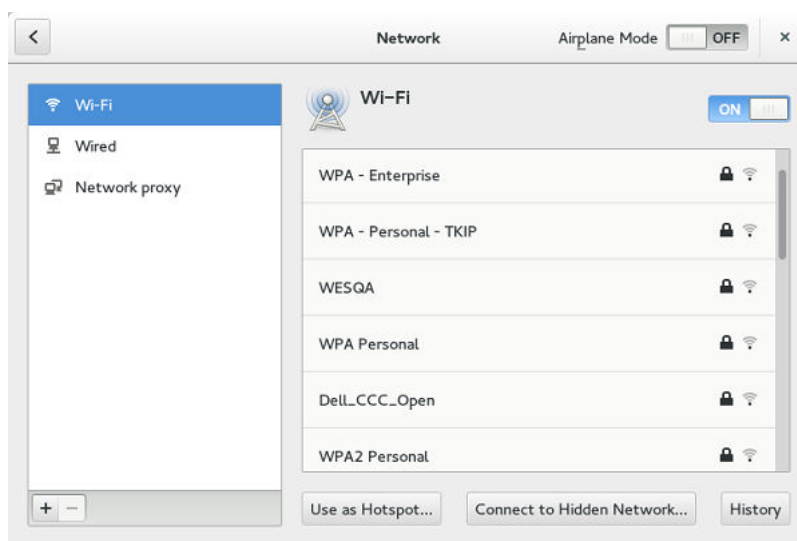 Network
Airplane Mode
OFF
×
Wi-Fi
Wired
Network proxy
Wi-Fi
ON
WPA - Enterprise
WPA - Personal - TKIP
WESQA
WPA Personal
Dell_CCC_Open
WPA2 Personal
+ −
Use as Hotspot...
Connect to Hidden Network...
History